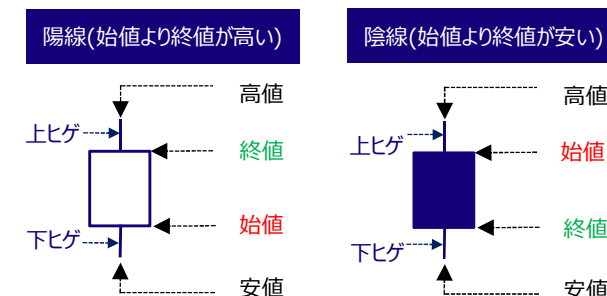 陽線(始値より終値が高い)
高値
上ヒゲ
終値
始値
下ヒゲ
安値
陰線(始値より終値が安い)
高値
上ヒゲ
始値
終値
下ヒゲ
安値